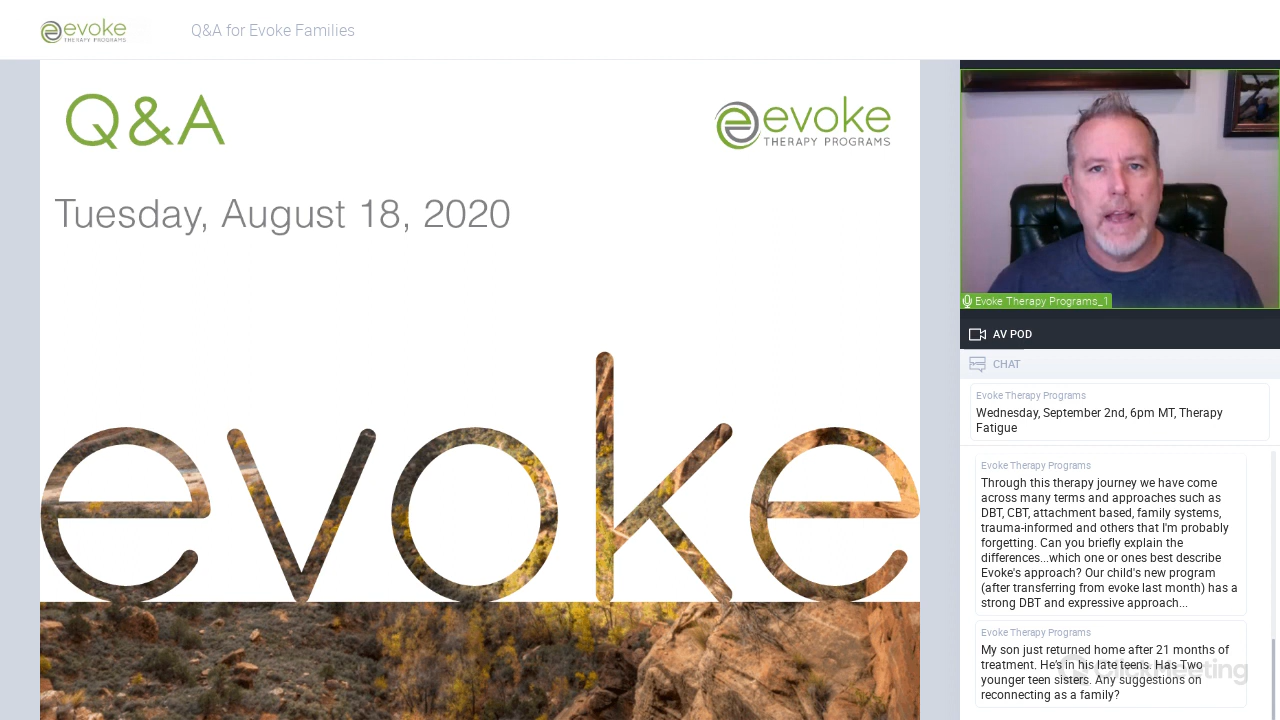 evoke
THERAPY PROGRAMS
Q&A for Evoke Families
Q&A
evoke
THERAPY PROGRAMS
Tuesday, August 18, 2020
evoke
Evoke Therapy Programs_1
AV POD
CHAT
Evoke Therapy Programs
Wednesday, September 2nd, 6pm MT, Therapy
Fatigue
Evoke Therapy Programs
Through this therapy journey we have come
across many terms and approaches such as
DBT, CBT, attachment based, family systems,
trauma-informed and others that I'm probably
forgetting. Can you briefly explain the
differences...which one or ones best describe
Evoke's approach? Our child's new program
(after transferring from evoke last month) has a
strong DBT and expressive approach...
Evoke Therapy Programs
My son just returned home after 21 months of
treatment. He's in his late teens. Has Two
younger teen sisters. Any suggestions on
reconnecting as a family?
ClickMeeting